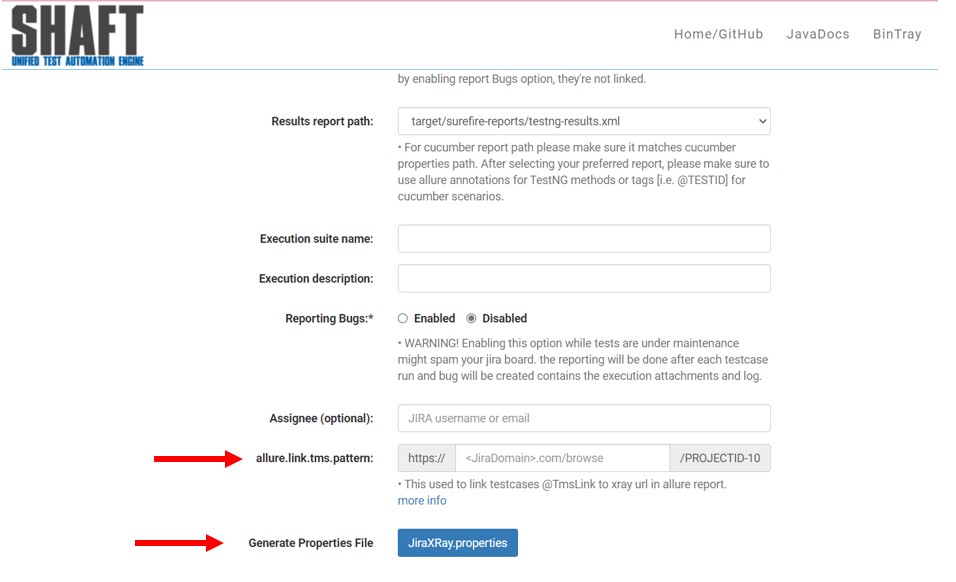 SHAFT
UNIFIED TEST AUTOMATION ENGINE
Home/GitHub JavaDocs BinTray
by enabling report Bugs option, they're not linked.
Results report path: target/surefire-reports/testng-results.xml
• For cucumber report path please make sure it matches cucumber
properties path. After selecting your preferred report, please make sure to
use allure annotations for TestNG methods or tags [i.e. @TESTID] for
cucumber scenarios.
Execution suite name:
Execution description:
Reporting Bugs:* Enabled Disabled
• WARNING! Enabling this option while tests are under maintenance
might spam your jira board. the reporting will be done after each testcase
run and bug will be created contains the execution attachments and log.
Assignee (optional): JIRA username or email
allure.link.tms.pattern: https:// <JiraDomain>.com/browse /PROJECTID-10
• This used to link testcases @TmsLink to xray url in allure report.
more info
Generate Properties File JiraXRay.properties